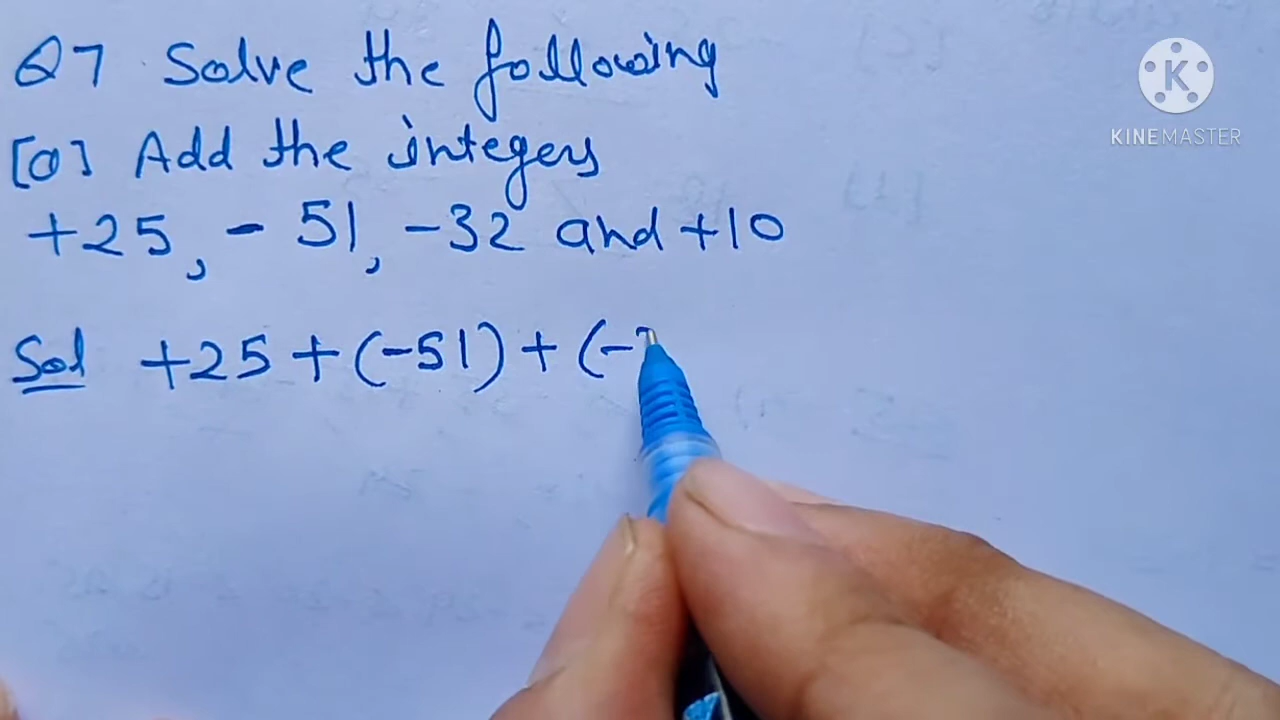 Q7 Solve the following
[a] Add the integers
+25, - 51, -32 and +10
Sol +25 + (-51) + (-
K
KINEMASTER